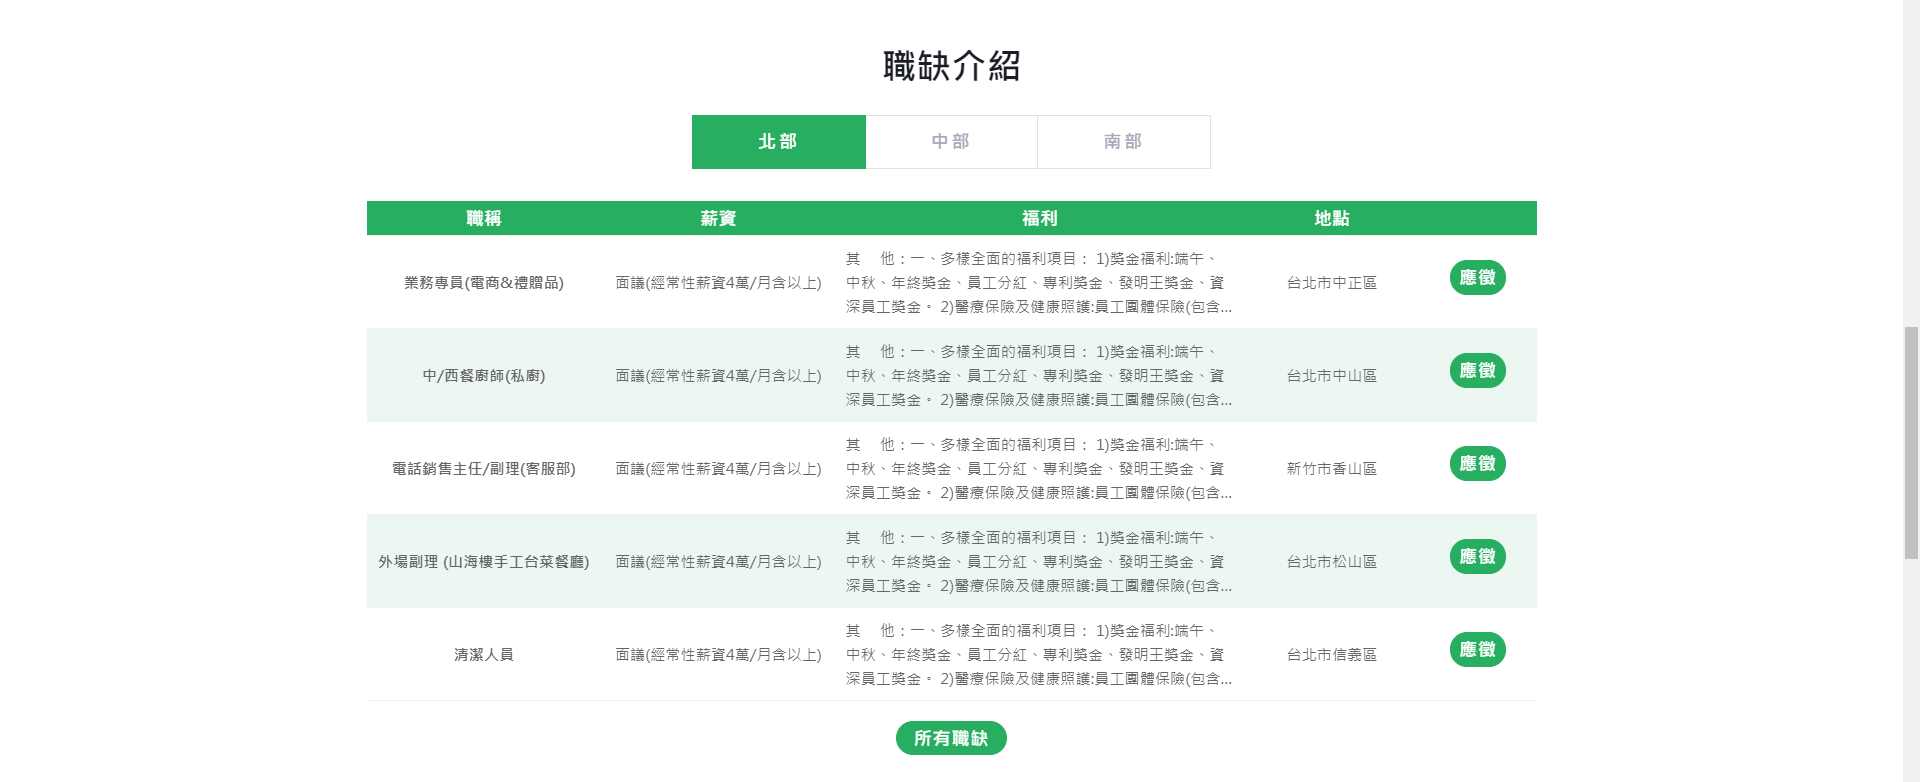 職缺介紹
北部 中部 南部
職稱 薪資 福利 地點
業務專員(電商&禮贈品) 面議(經常性薪資4萬/月含以上) 其 他：一、多樣全面的福利項目： 1)獎金福利:端午、
中秋、年終獎金、員工分紅、專利獎金、發明王獎金、資
深員工獎金。 2)醫療保險及健康照護:員工團體保險(包含... 台北市中正區 應徵
中/西餐廚師(私廚) 面議(經常性薪資4萬/月含以上) 其 他：一、多樣全面的福利項目： 1)獎金福利:端午、
中秋、年終獎金、員工分紅、專利獎金、發明王獎金、資
深員工獎金。 2)醫療保險及健康照護:員工團體保險(包含... 台北市中山區 應徵
電話銷售主任/副理(客服部) 面議(經常性薪資4萬/月含以上) 其 他：一、多樣全面的福利項目： 1)獎金福利:端午、
中秋、年終獎金、員工分紅、專利獎金、發明王獎金、資
深員工獎金。 2)醫療保險及健康照護:員工團體保險(包含... 新竹市香山區 應徵
外場副理 (山海樓手工台菜餐廳) 面議(經常性薪資4萬/月含以上) 其 他：一、多樣全面的福利項目： 1)獎金福利:端午、
中秋、年終獎金、員工分紅、專利獎金、發明王獎金、資
深員工獎金。 2)醫療保險及健康照護:員工團體保險(包含... 台北市松山區 應徵
清潔人員 面議(經常性薪資4萬/月含以上) 其 他：一、多樣全面的福利項目： 1)獎金福利:端午、
中秋、年終獎金、員工分紅、專利獎金、發明王獎金、資
深員工獎金。 2)醫療保險及健康照護:員工團體保險(包含... 台北市信義區 應徵
所有職缺